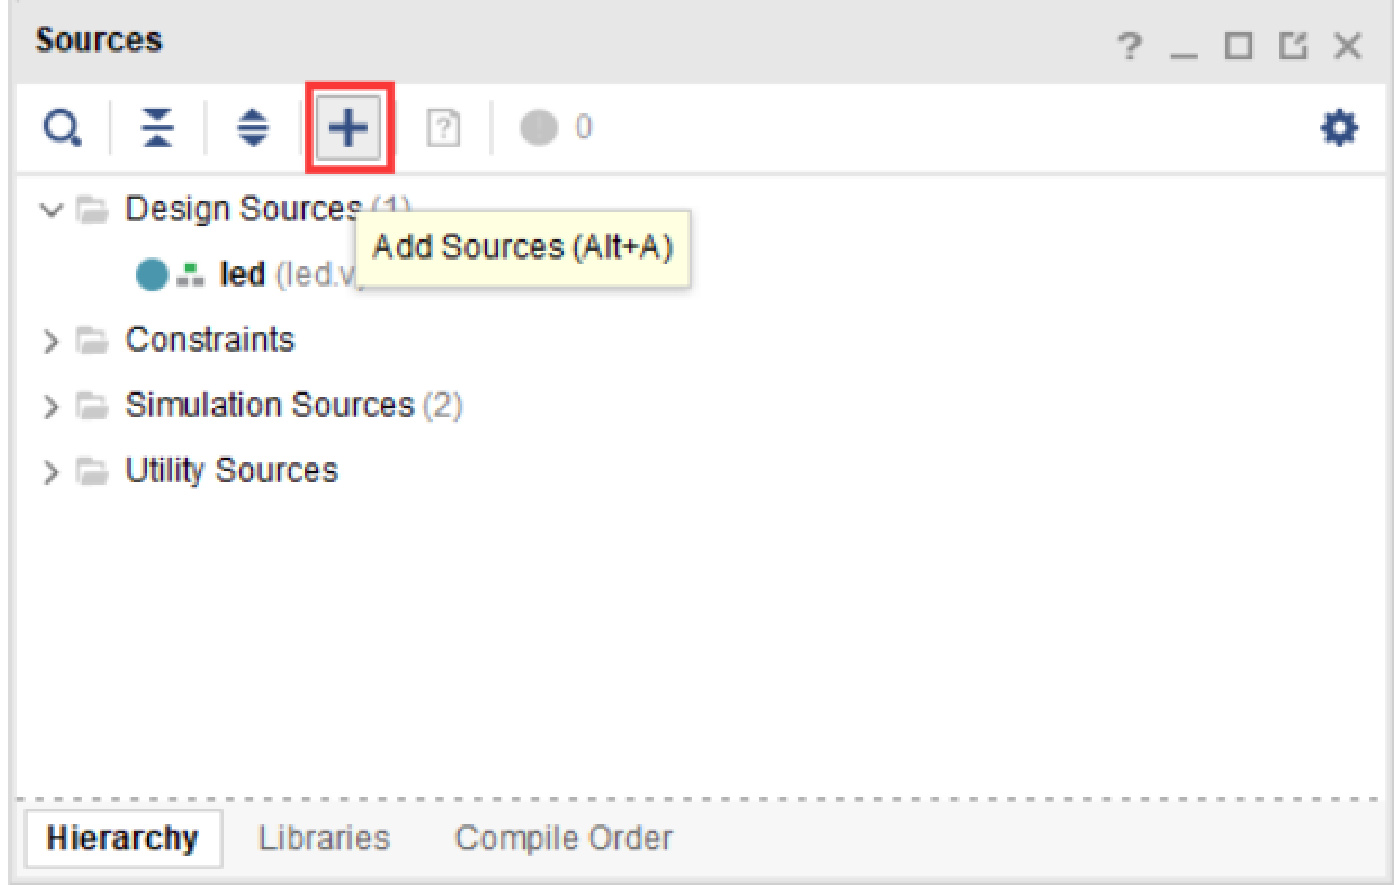 Sources
0
Design Sources (1)
Add Sources (Alt+A)
led (led.v)
Constraints
Simulation Sources (2)
Utility Sources
Hierarchy Libraries Compile Order